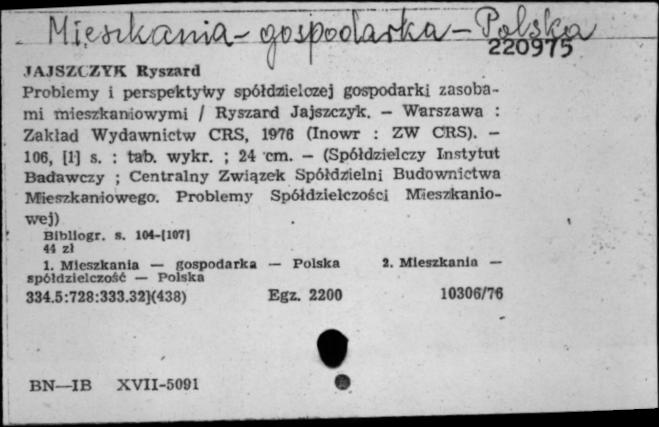 Mieszkania - gospodarka - Polska
220975
JAJSZCZYK Ryszard
Problemy i perspektywy spółdzielczej gospodarki zasoba-
mi mieszkaniowymi / Ryszard Jajszczyk. — Warszawa :
Zakład Wydawnictw CRS, 1976 (Inowr : ZW CRS). —
106, [1] s. : tab. wykr. ; 24 cm. — (Spółdzielczy Instytut
Badawczy ; Centralny Związek Spółdzielni Budownictwa
Mieszkaniowego. Problemy Spółdzielczości Mieszkanio-
wej)
Bibliogr. s. 104-[107]
44 zł
1. Mieszkania — gospodarka — Polska 2. Mieszkania —
spółdzielczość — Polska
334.5:728:333.32](438) Egz. 2200 10306/76
BN—IB XVII-5091